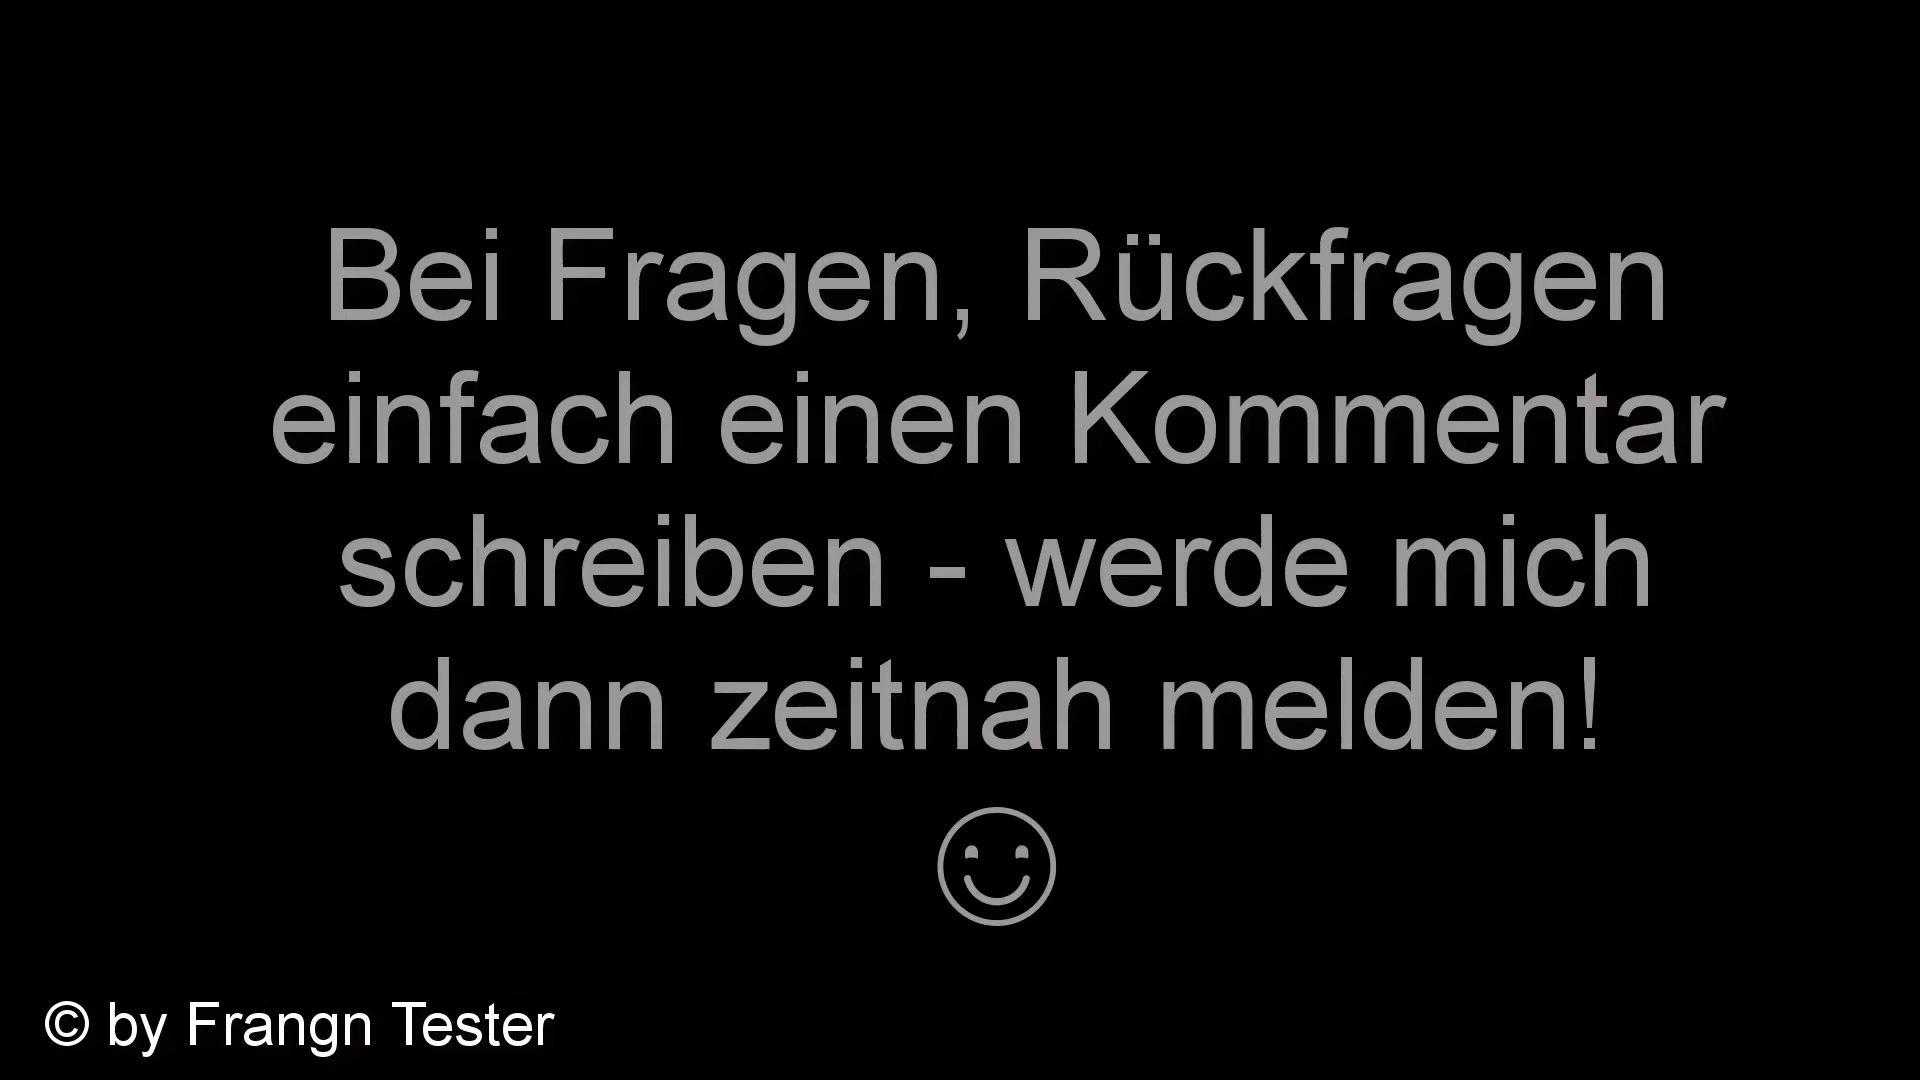 Bei Fragen, Rückfragen
einfach einen Kommentar
schreiben - werde mich
dann zeitnah melden!
☺
© by Frangn Tester